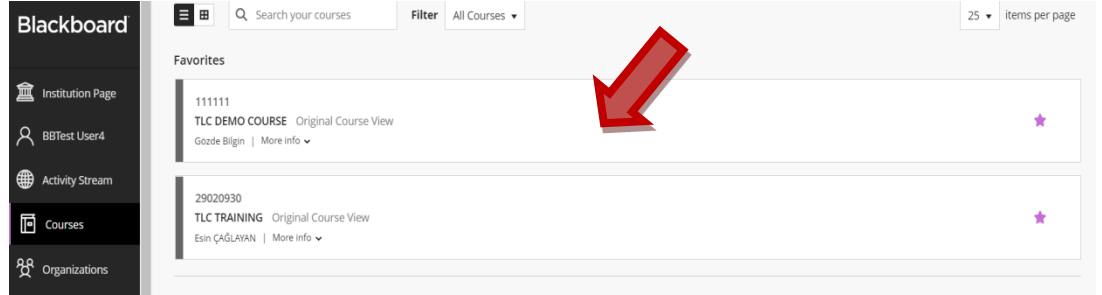 Blackboard
Institution Page
BBTest User4
Activity Stream
Courses
Organizations
Search your courses
Filter All Courses
25 items per page
Favorites
111111
TLC DEMO COURSE Original Course View
Gözde Bilgin | More info
29020930
TLC TRAINING Original Course View
Esin ÇAĞLAYAN | More info